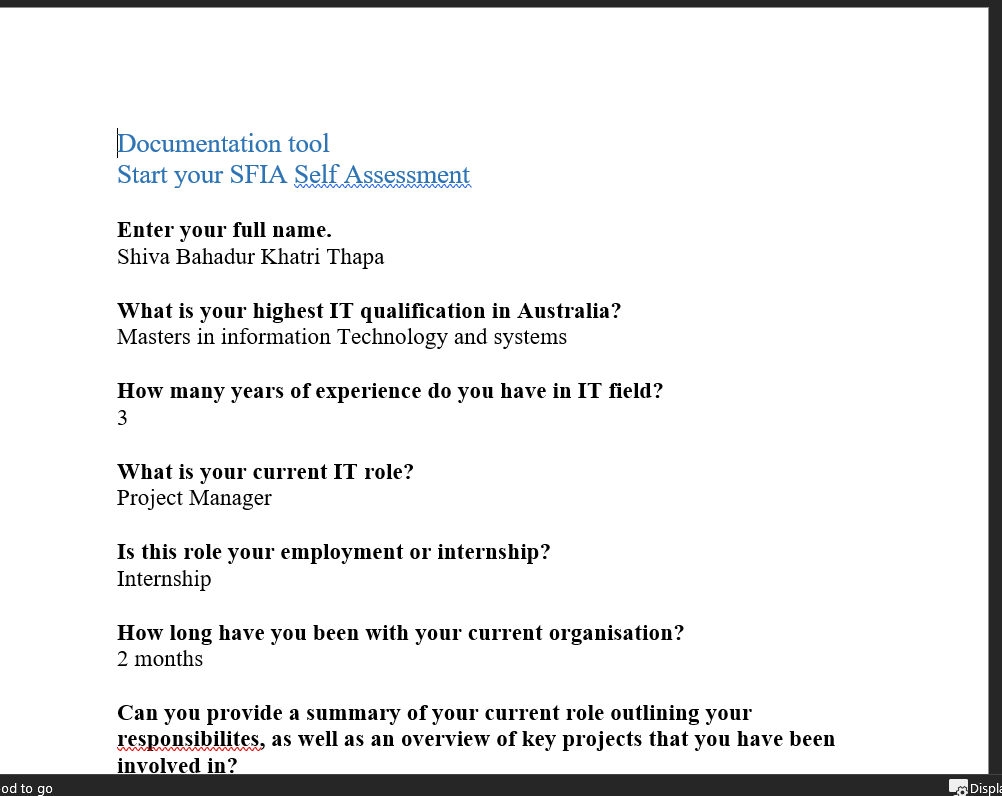 Documentation tool
Start your SFIA Self Assessment
Enter your full name.
Shiva Bahadur Khatri Thapa
What is your highest IT qualification in Australia?
Masters in information Technology and systems
How many years of experience do you have in IT field?
3
What is your current IT role?
Project Manager
Is this role your employment or internship?
Internship
How long have you been with your current organisation?
2 months
Can you provide a summary of your current role outlining your
responsibilites, as well as an overview of key projects that you have been
involved in?
od to go
Displa